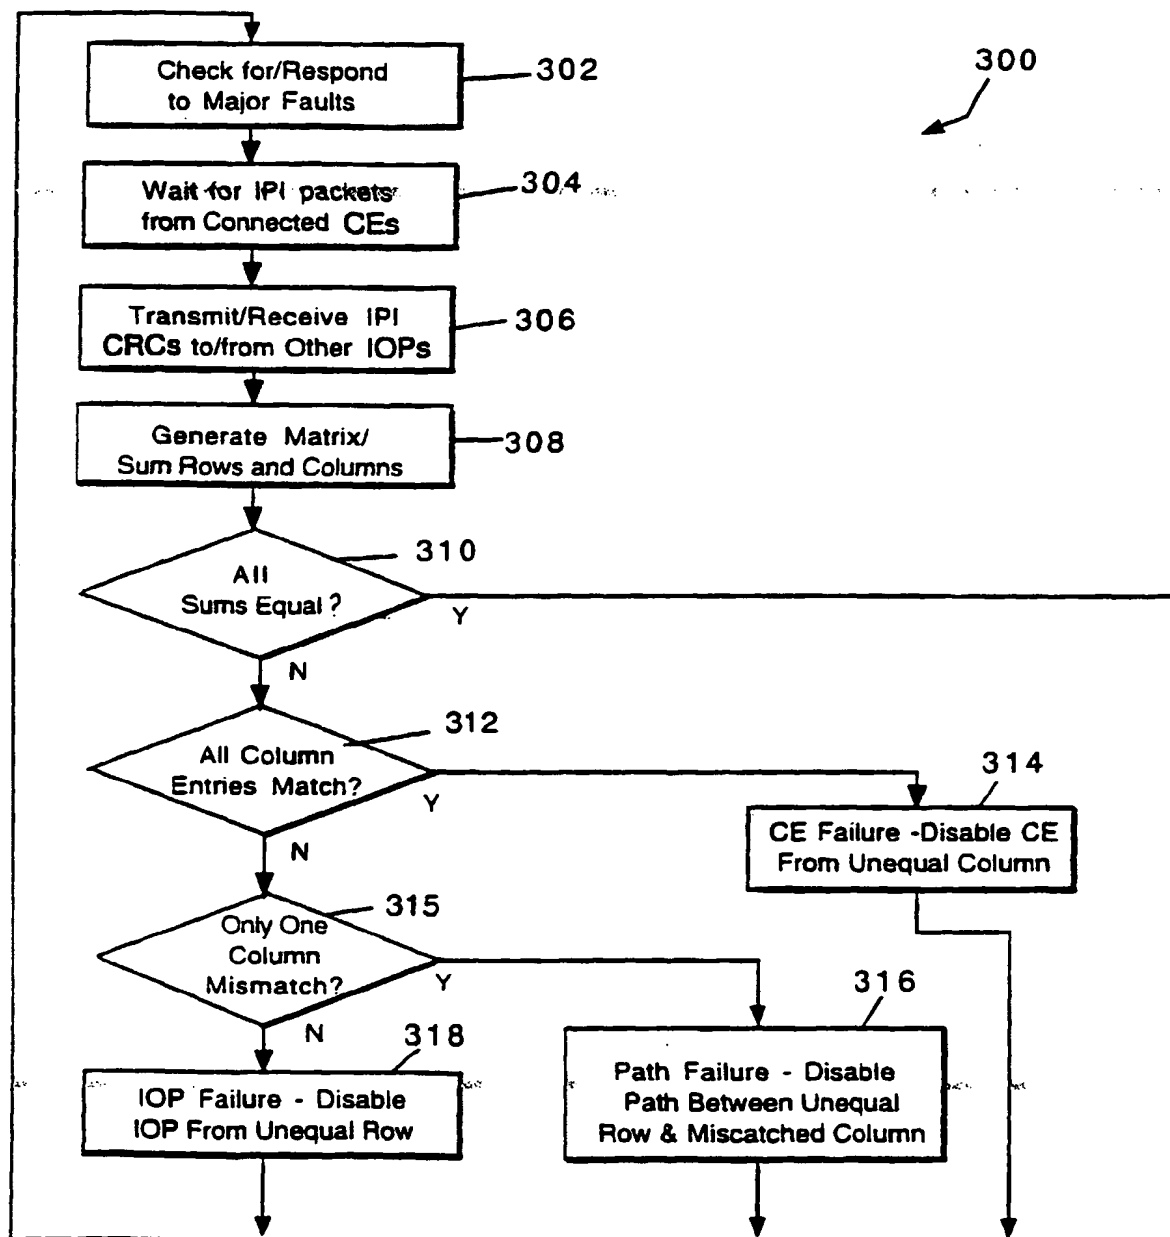 Check for/Respond
to Major Faults
302
300
Wait for IPI packets
from Connected CEs
304
Transmit/Receive IPI
CRCs to/from Other IOPs
306
Generate Matrix/
Sum Rows and Columns
308
310
All
Sums Equal?
Y
N
312
All Column
Entries Match?
Y
N
314
CE Failure -Disable CE
From Unequal Column
315
Only One
Column
Mismatch?
Y
N
316
Path Failure - Disable
Path Between Unequal
Row & Miscatched Column
318
IOP Failure - Disable
IOP From Unequal Row